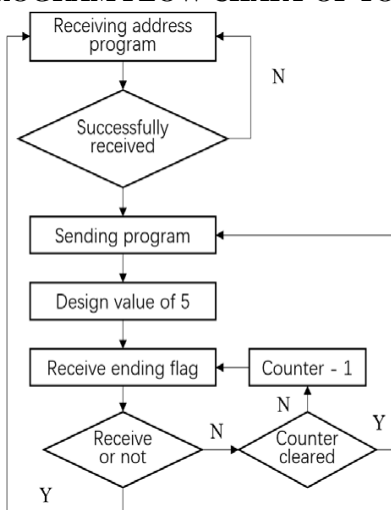 Receiving address
program
N
Successfully
received
Sending program
Design value of 5
Receive ending flag
Counter - 1
N
Y
Receive
or not
N
Counter
cleared
Y